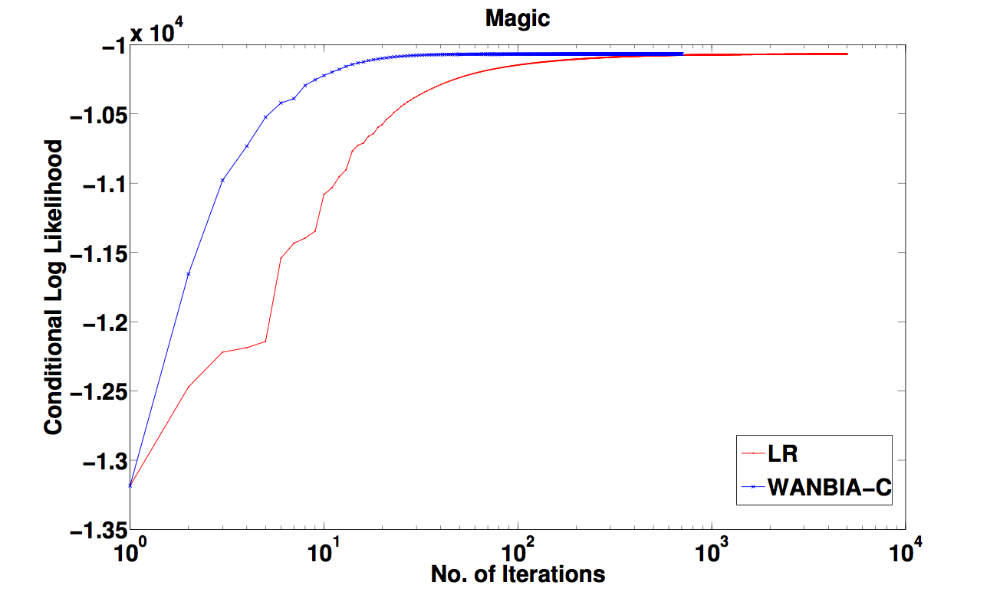 Magic
x 10^4
−1
−1.05
−1.1
−1.15
−1.2
−1.25
−1.3
−1.35
Conditional Log Likelihood
10^0 10^1 10^2 10^3 10^4
No. of Iterations
LR
WANBIA−C